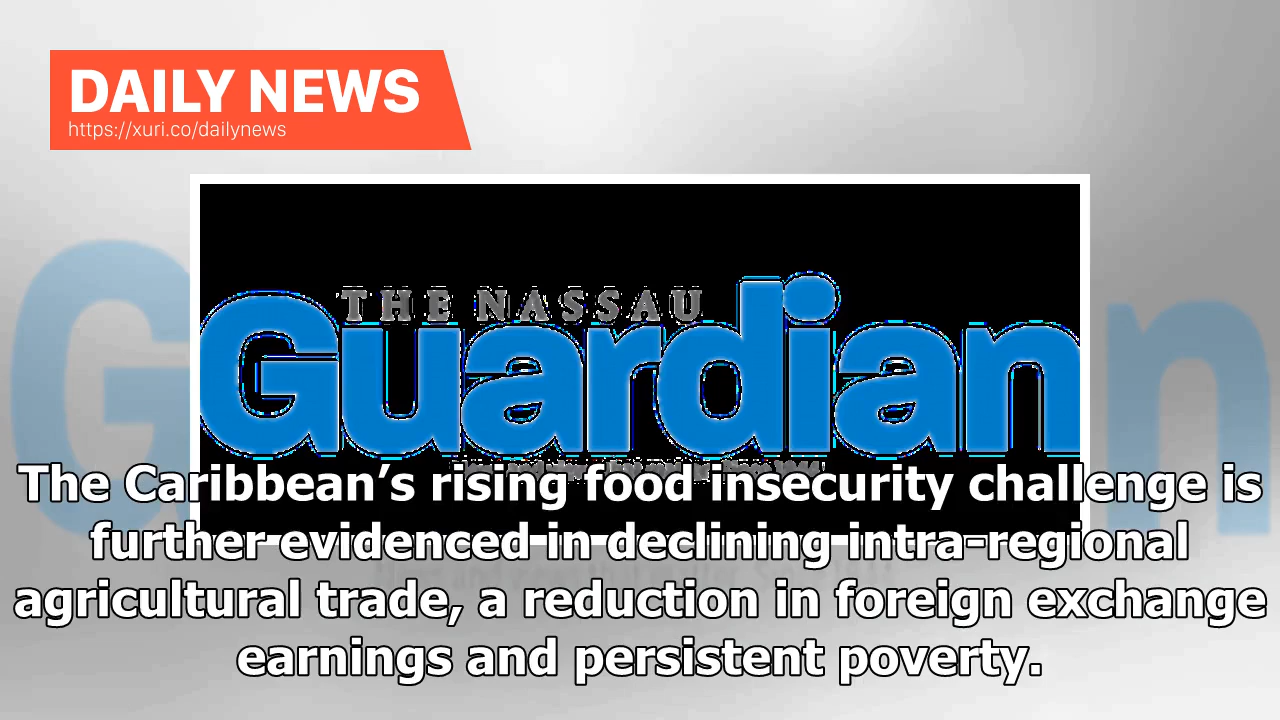 DAILY NEWS
https://xuri.co/dailynews
THE NASSAU
Guardian
The Caribbean’s rising food insecurity challenge is
further evidenced in declining intra-regional
agricultural trade, a reduction in foreign exchange
earnings and persistent poverty.